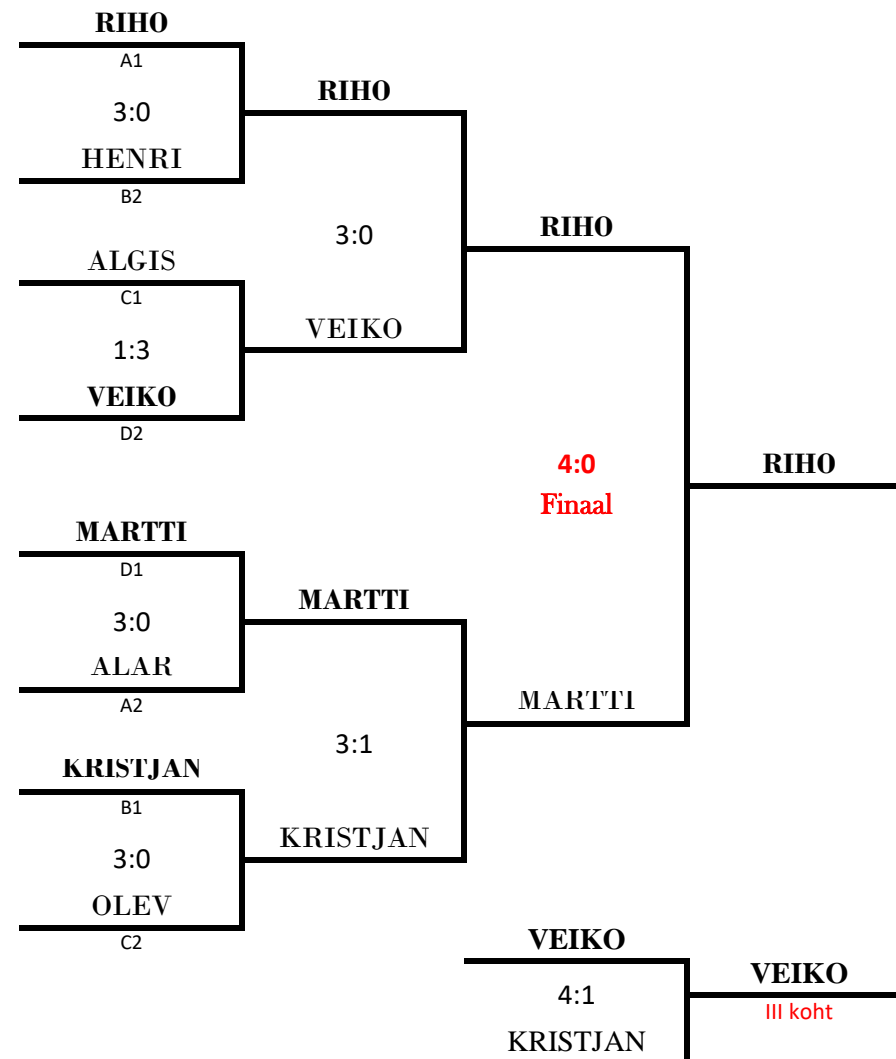 RIHO
A1
3:0
HENRI
B2
ALGIS
C1
1:3
VEIKO
D2
MARTTI
D1
3:0
ALAR
A2
KRISTJAN
B1
3:0
OLEV
C2
RIHO
3:0
VEIKO
MARTTI
3:1
KRISTJAN
RIHO
4:0
Finaal
MARTTI
RIHO
VEIKO
4:1
KRISTJAN
VEIKO
III koht